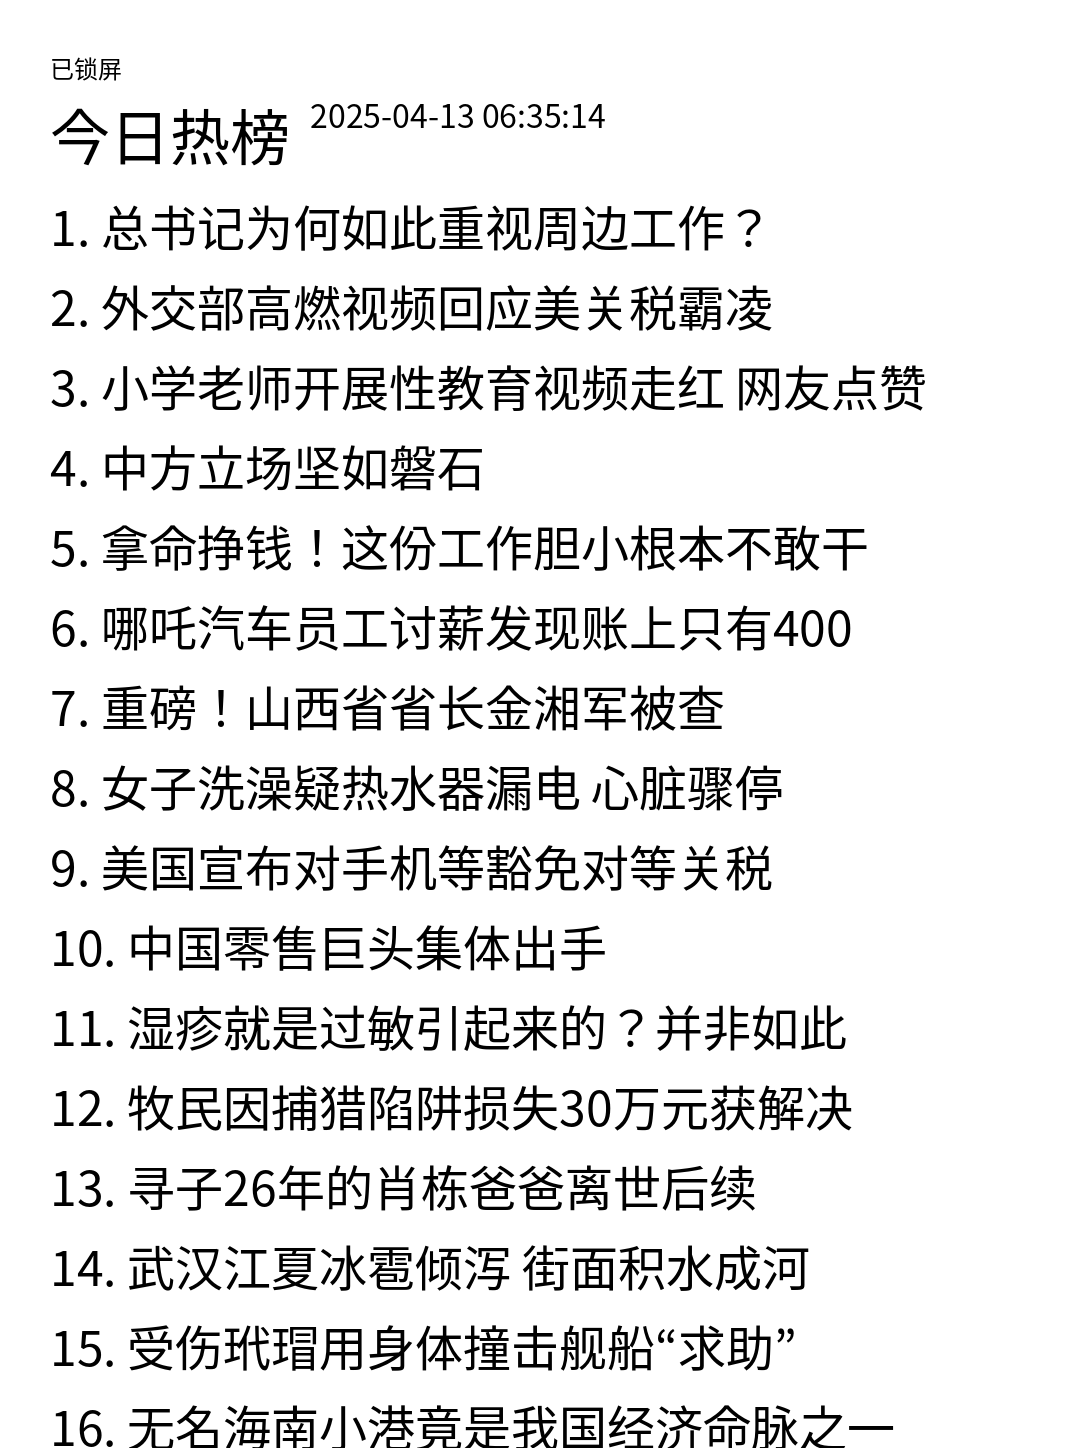 已锁屏
今日热榜 2025-04-13 06:35:14
1. 总书记为何如此重视周边工作？
2. 外交部高燃视频回应美关税霸凌
3. 小学老师开展性教育视频走红 网友点赞
4. 中方立场坚如磐石
5. 拿命挣钱！这份工作胆小根本不敢干
6. 哪吒汽车员工讨薪发现账上只有400
7. 重磅！山西省省长金湘军被查
8. 女子洗澡疑热水器漏电 心脏骤停
9. 美国宣布对手机等豁免对等关税
10. 中国零售巨头集体出手
11. 湿疹就是过敏引起来的？并非如此
12. 牧民因捕猎陷阱损失30万元获解决
13. 寻子26年的肖栋爸爸离世后续
14. 武汉江夏冰雹倾泻 街面积水成河
15. 受伤玳瑁用身体撞击舰船“求助”
16. 无名海南小港竟是我国经济命脉之一